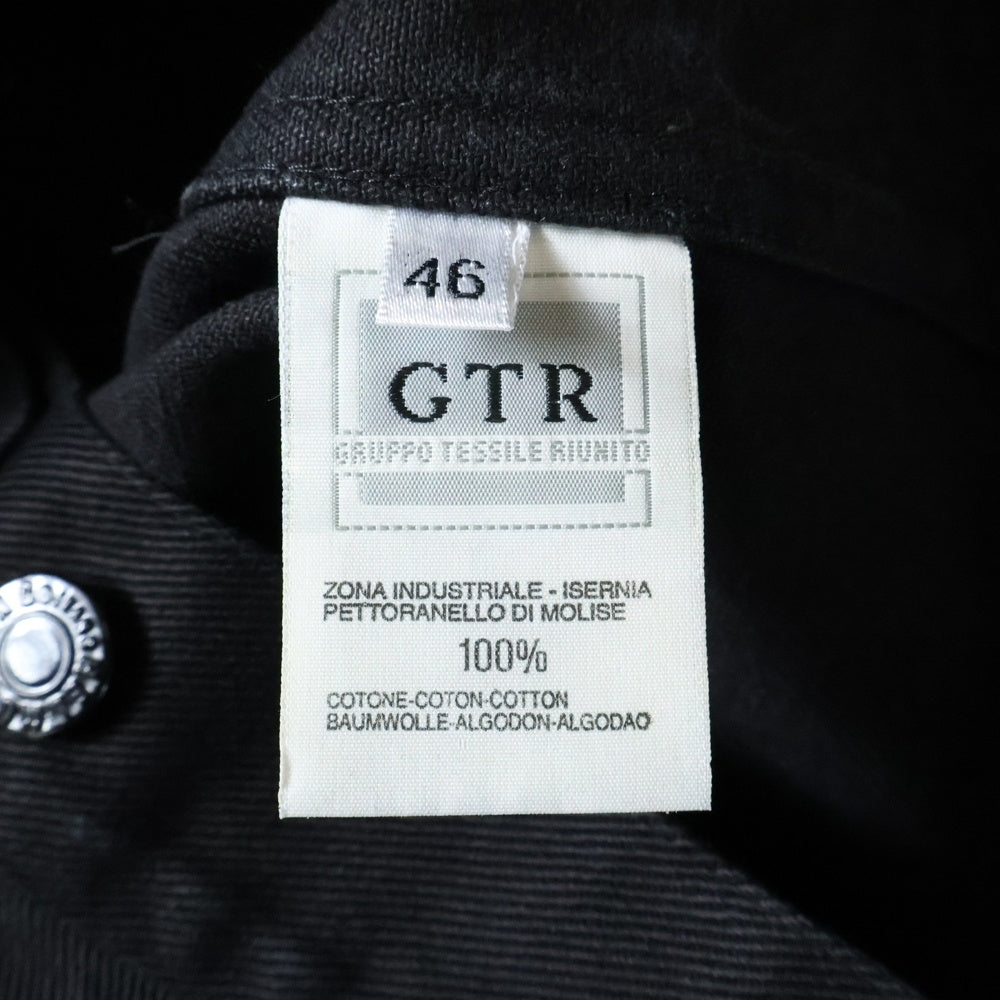 46
GTR
GRUPPO TESSILE RIUNITO
ZONA INDUSTRIALE - ISERNIA
PETTORANELLO DI MOLISE
100%
COTONE-COTON-COTTON
BAUMWOLLE-ALGODON-ALGODAO